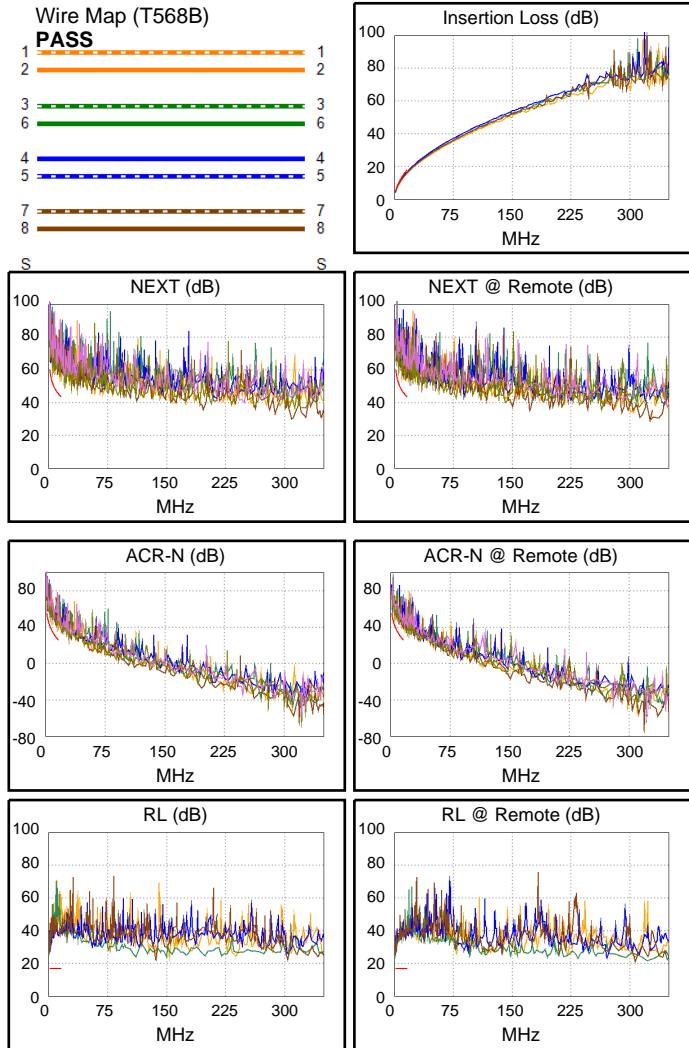 Wire Map (T568B)
PASS
1 1
2 2
3 3
6 6
4 4
5 5
7 7
8 8
S S
Insertion Loss (dB)
100
80
60
40
20
0
0 75 150 225 300
MHz
NEXT (dB)
100
80
60
40
20
0
0 75 150 225 300
MHz
NEXT @ Remote (dB)
100
80
60
40
20
0
0 75 150 225 300
MHz
ACR-N (dB)
80
40
0
-40
-80
0 75 150 225 300
MHz
ACR-N @ Remote (dB)
80
40
0
-40
-80
0 75 150 225 300
MHz
RL (dB)
100
80
60
40
20
0
0 75 150 225 300
MHz
RL @ Remote (dB)
100
80
60
40
20
0
0 75 150 225 300
MHz